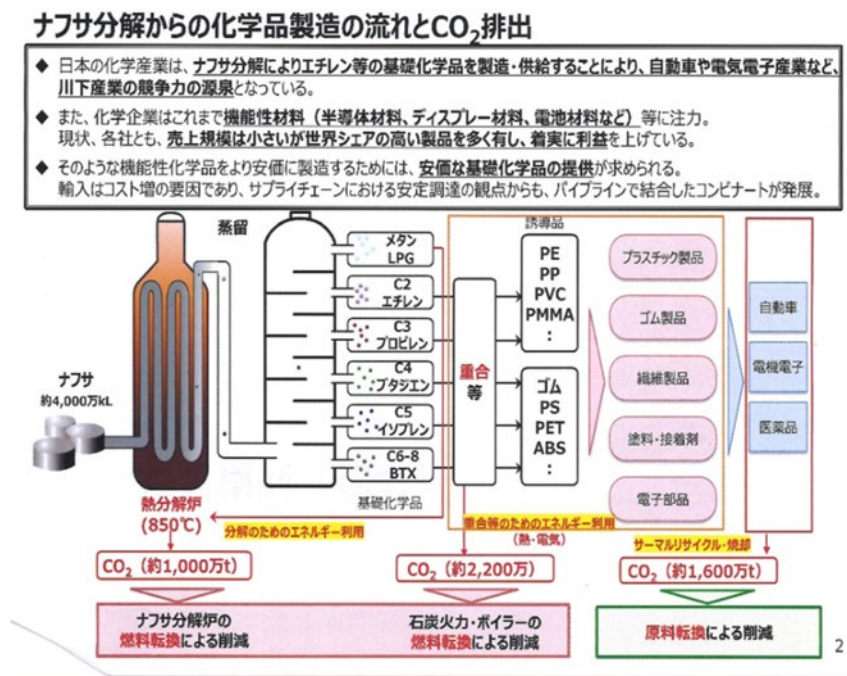 ナフサ分解からの化学品製造の流れとCO₂排出
◆ 日本の化学産業は、ナフサ分解によりエチレン等の基礎化学品を製造・供給することにより、自動車や電気電子産業など、
川下産業の競争力の源泉となっている。
◆ また、化学企業はこれまで機能性材料（半導体材料、ディスプレー材料、電池材料など）等に注力。
現状、各社とも、売上規模は小さいが世界シェアの高い製品を多く有し、着実に利益を上げている。
◆ そのような機能性化学品をより安価に製造するためには、安価な基礎化学品の提供が求められる。
輸入はコスト増の要因であり、サプライチェーンにおける安定調達の観点からも、パイプラインで結合したコンビナートが発展。
蒸留
ナフサ
約4,000万kL
熱分解炉
(850℃)
メタン
LPG
C2
エチレン
C3
プロピレン
C4
ブタジエン
C5
イソプレン
C6-8
BTX
基礎化学品
重合
等
誘導品
PE
PP
PVC
PMMA
：
ゴム
PS
PET
ABS
：
プラスチック製品
ゴム製品
繊維製品
塗料・接着剤
電子部品
自動車
電機電子
医薬品
分解のためのエネルギー利用
重合等のためのエネルギー利用
（熱・電気）
サーマルリサイクル・焼却
CO₂（約1,000万t）
CO₂（約2,200万）
CO₂（約1,600万t）
ナフサ分解炉の
燃料転換による削減
石炭火力・ボイラーの
燃料転換による削減
原料転換による削減
2